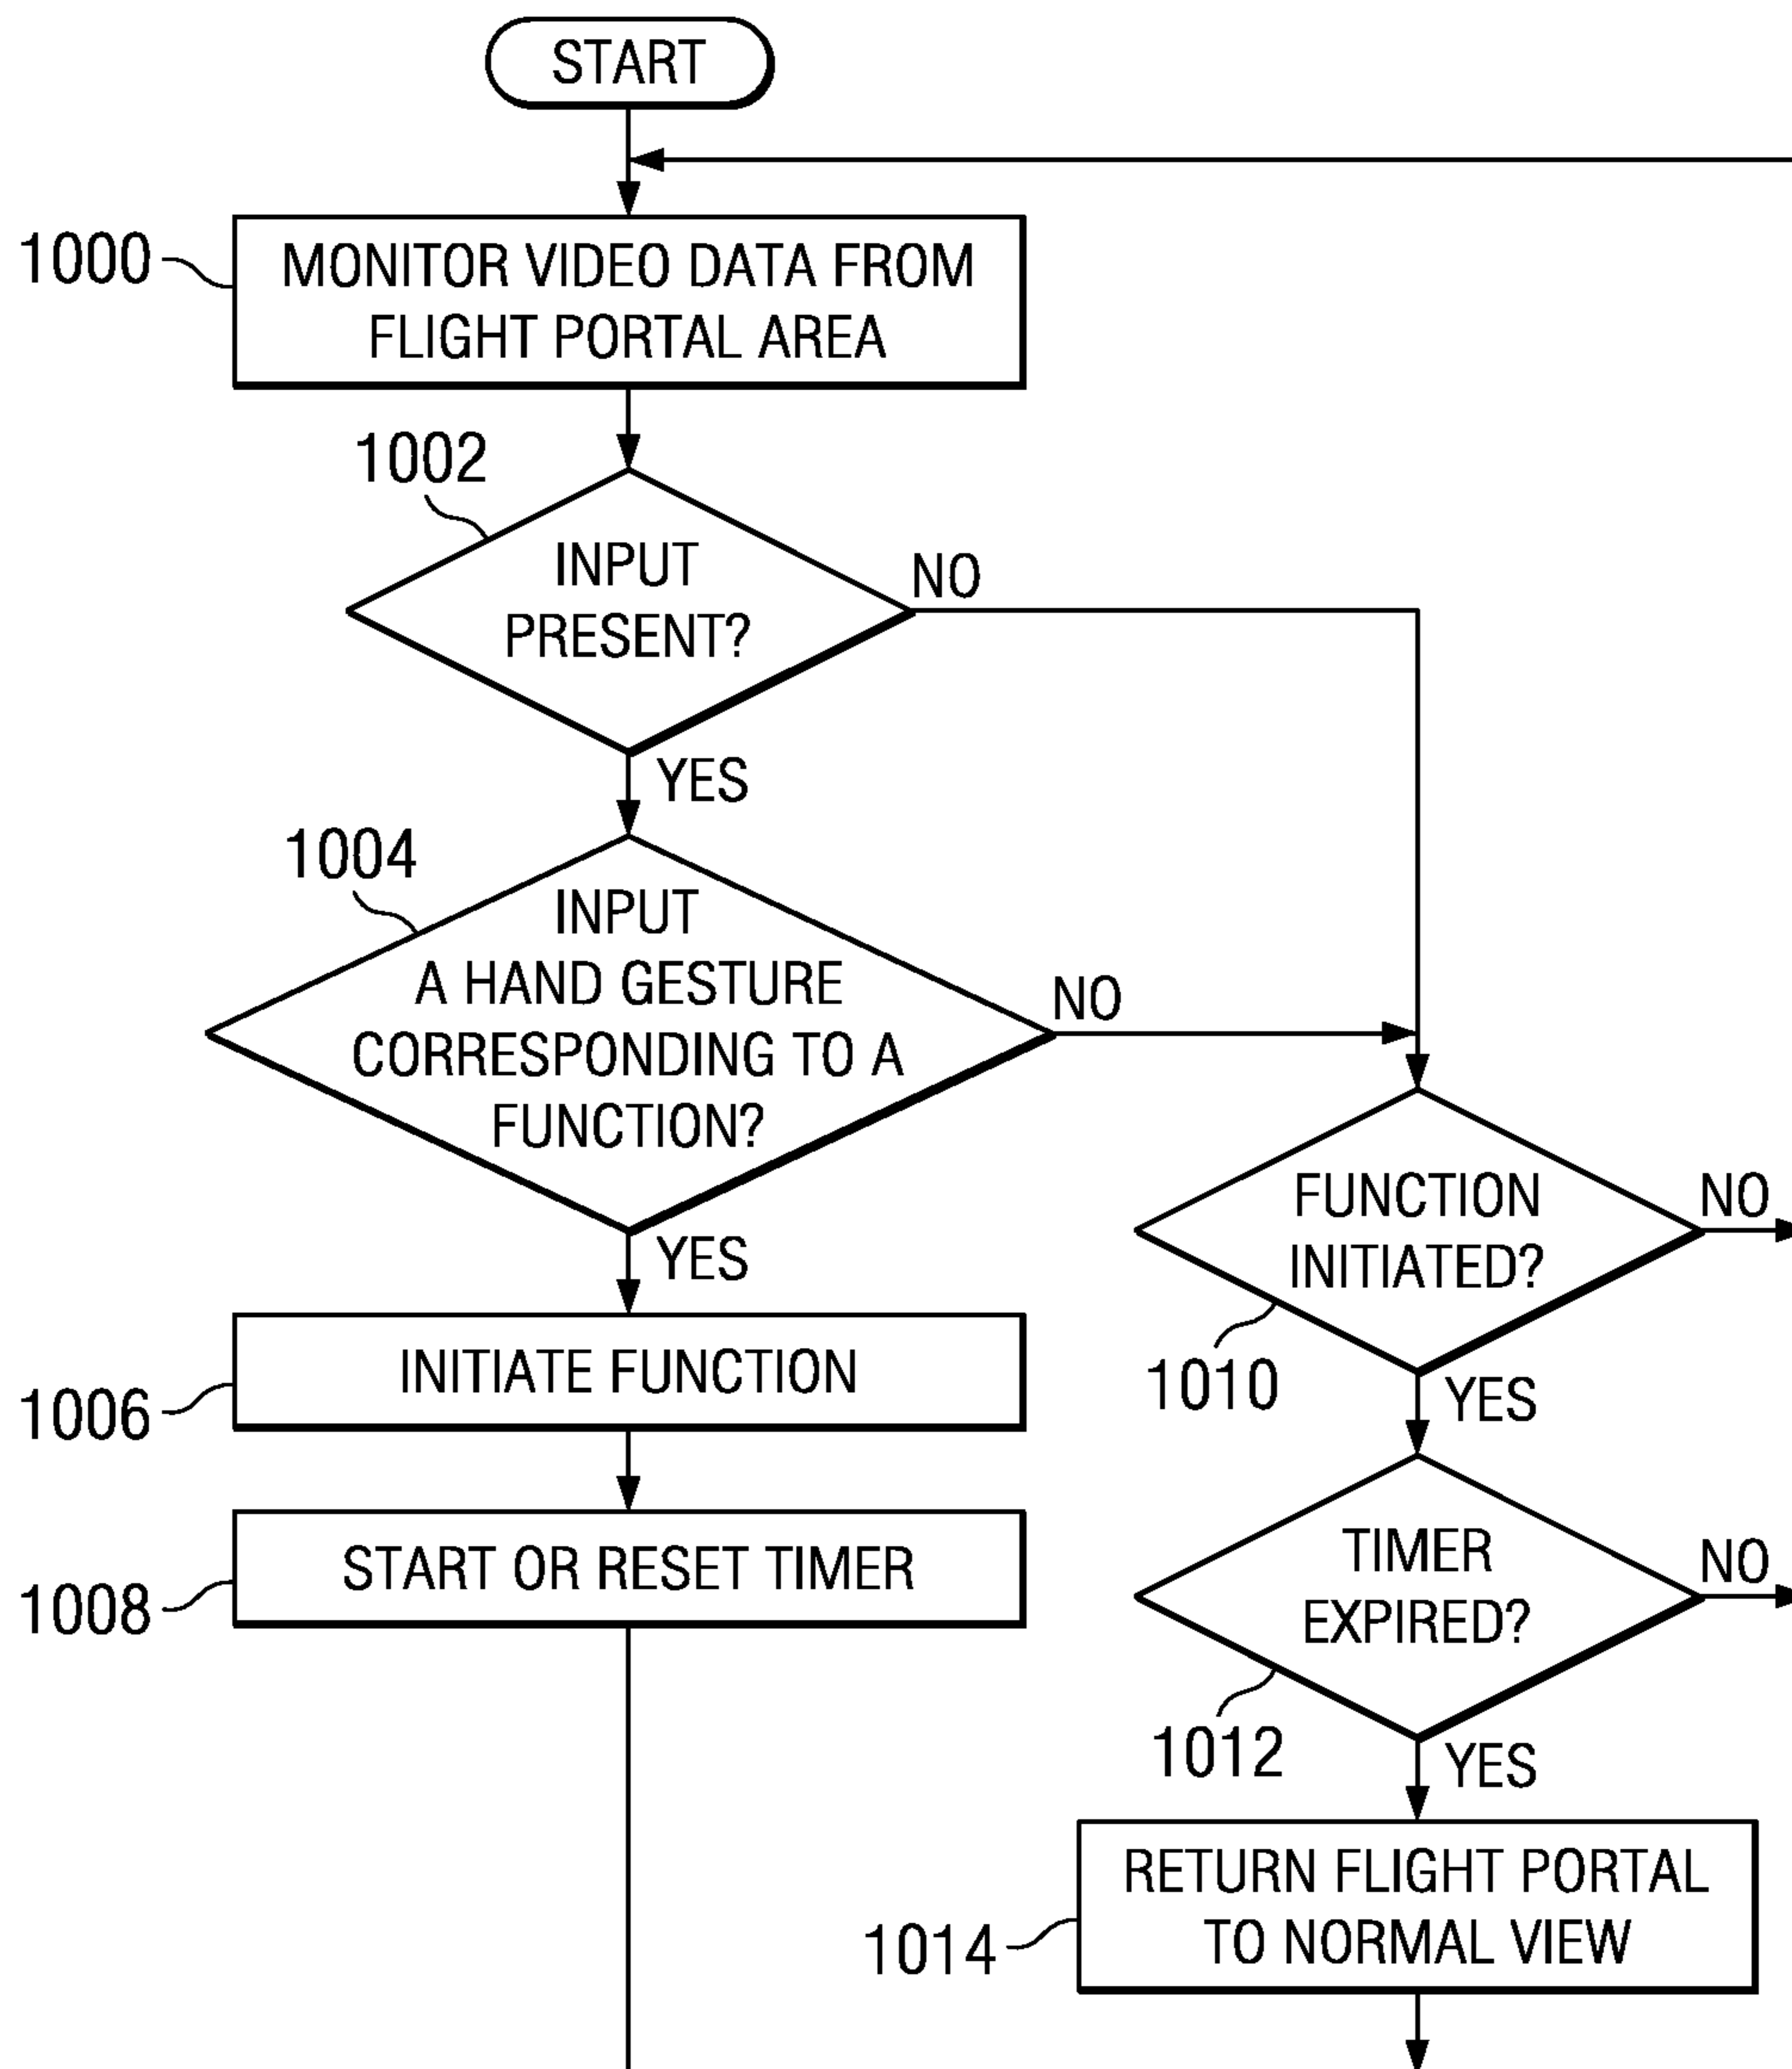 START
1000
MONITOR VIDEO DATA FROM
FLIGHT PORTAL AREA
1002
INPUT
PRESENT?
NO
YES
1004
INPUT
A HAND GESTURE
CORRESPONDING TO A
FUNCTION?
NO
YES
1006
INITIATE FUNCTION
1008
START OR RESET TIMER
FUNCTION
INITIATED?
NO
1010
YES
TIMER
EXPIRED?
NO
1012
YES
1014
RETURN FLIGHT PORTAL
TO NORMAL VIEW